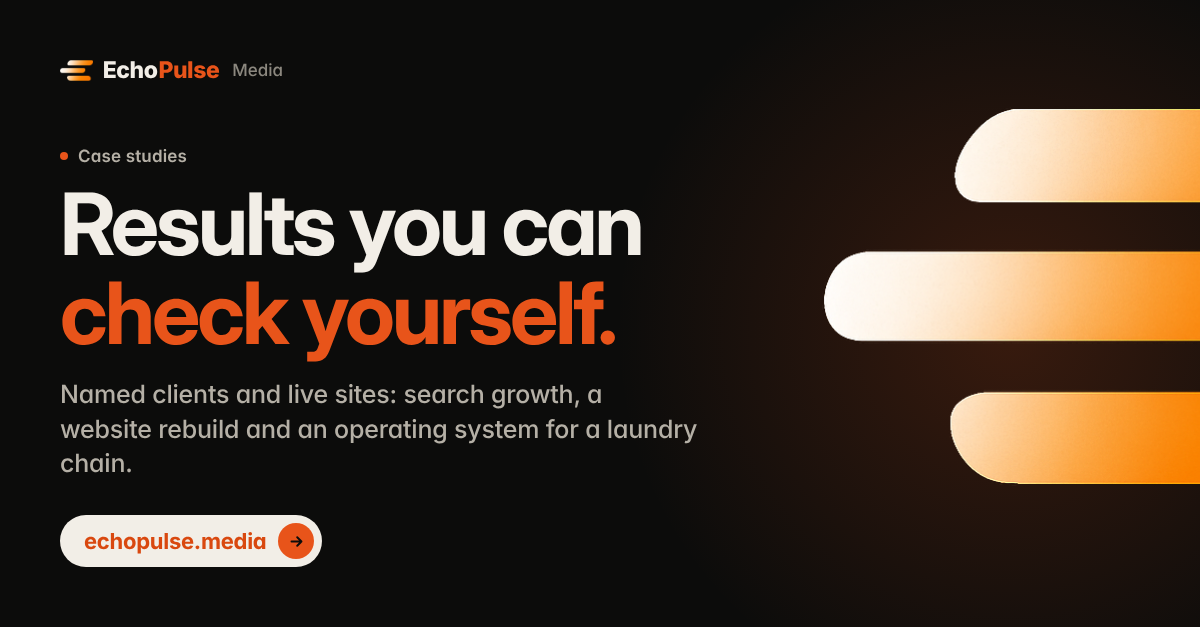 EchoPulse Media
Case studies
Results you can
check yourself.
Named clients and live sites: search growth, a
website rebuild and an operating system for a laundry
chain.
echopulse.media